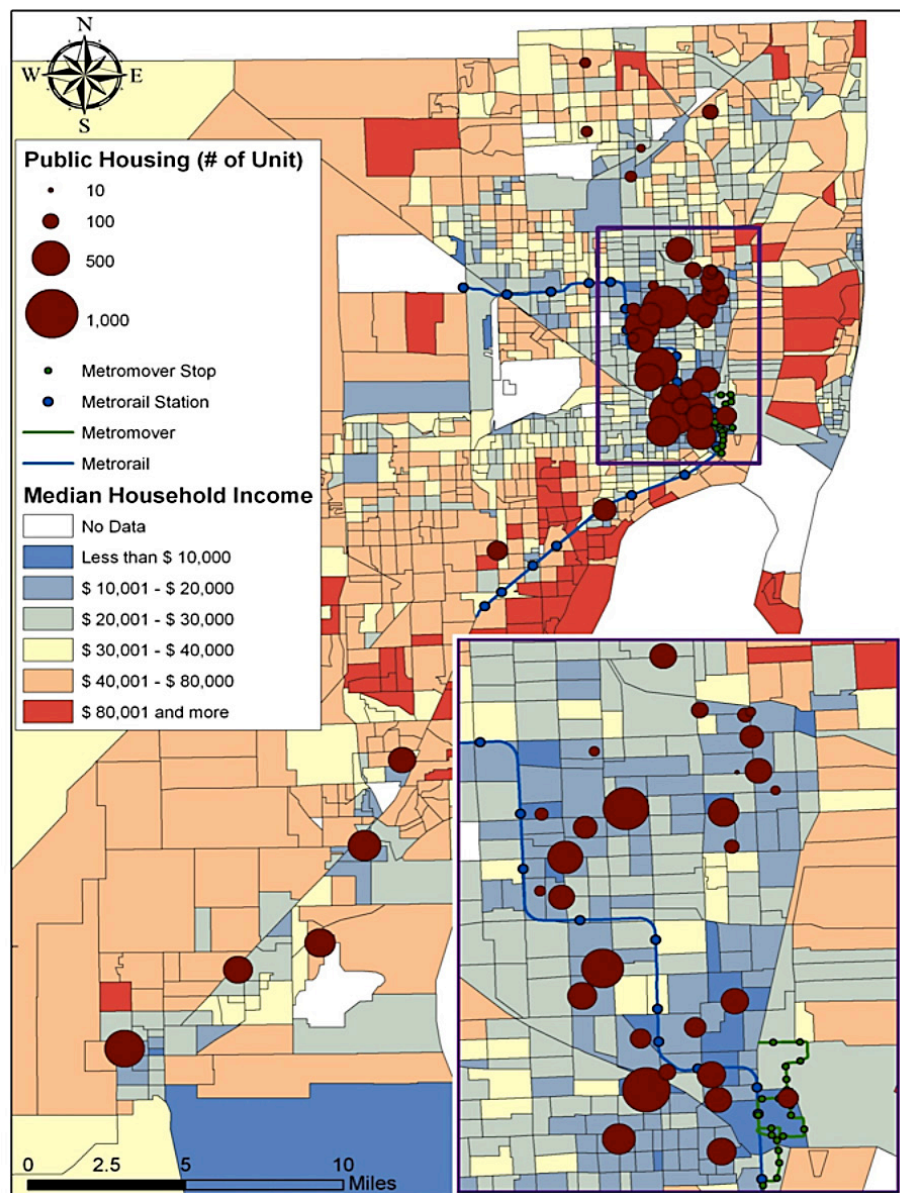 N
W E
S
Public Housing (# of Unit)
10
100
500
1,000
Metromover Stop
Metrorail Station
Metromover
Metrorail
Median Household Income
No Data
Less than $ 10,000
$ 10,001 - $ 20,000
$ 20,001 - $ 30,000
$ 30,001 - $ 40,000
$ 40,001 - $ 80,000
$ 80,001 and more
0 2.5 5 10
Miles